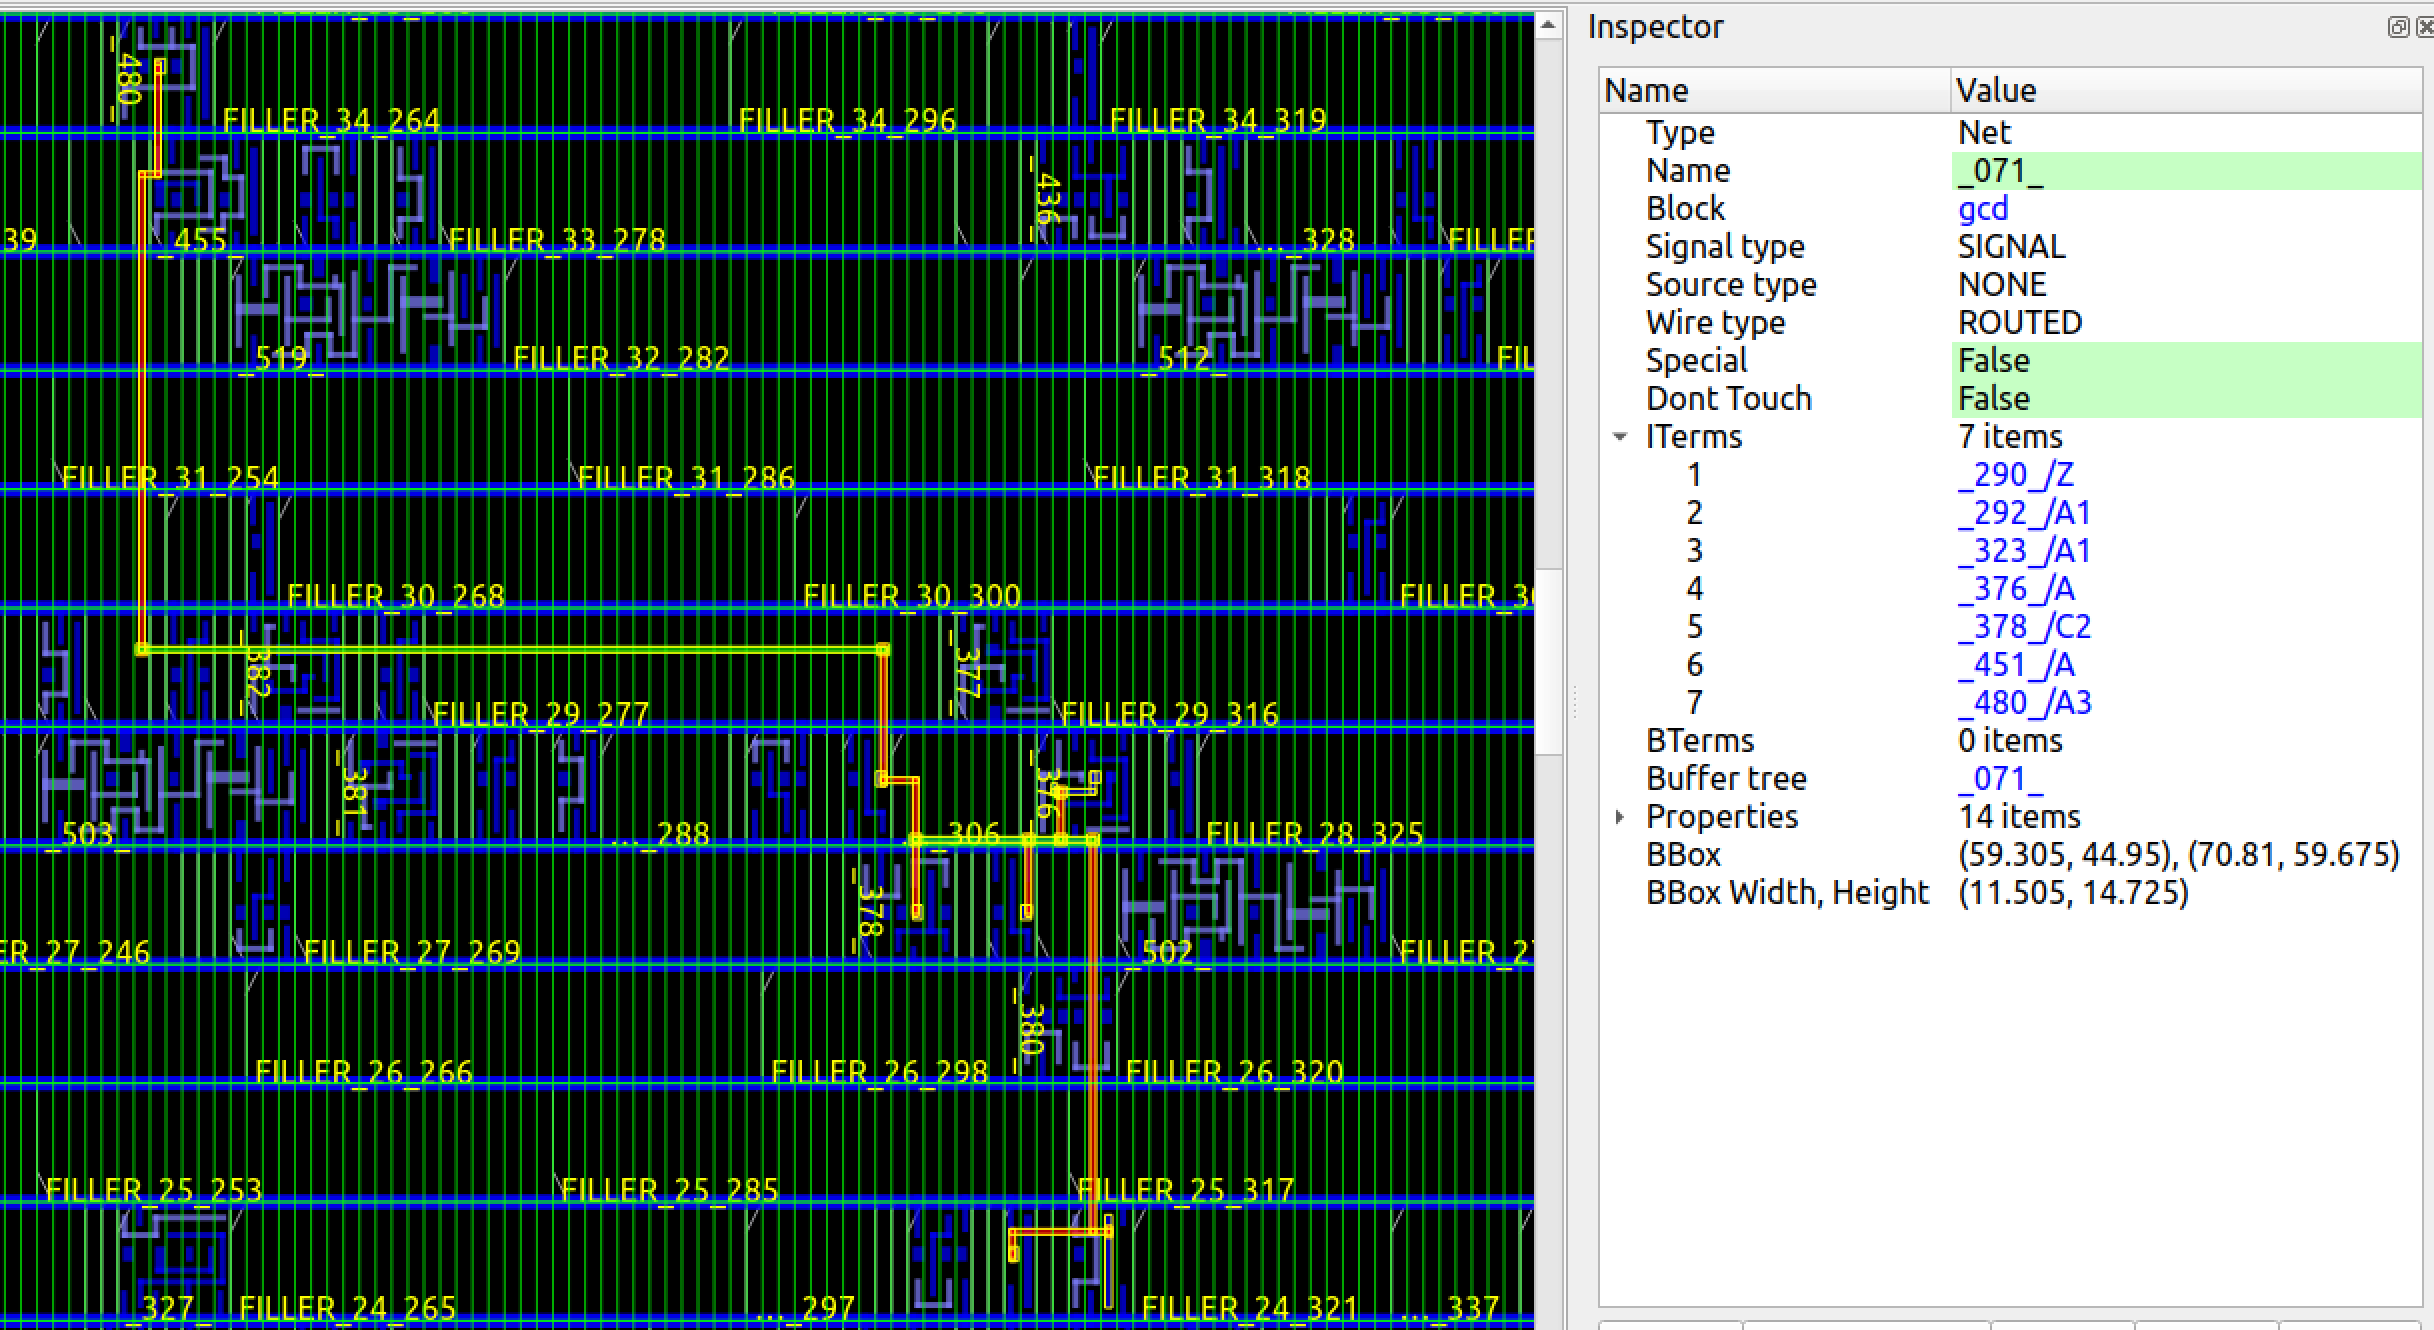 480
FILLER_34_264
FILLER_34_296
FILLER_34_319
436
39
_455_
FILLER_33_278
..._328
FILLER
_519_
FILLER_32_282
_512_
FIL
FILLER_31_254
FILLER_31_286
FILLER_31_318
FILLER_30_268
FILLER_30_300
FILLER_30
_382_
_377_
FILLER_29_277
FILLER_29_316
_381_
_376_
_503_
..._288
_306
FILLER_28_325
_378_
ER_27_246
FILLER_27_269
_502_
FILLER_27
_380_
FILLER_26_266
FILLER_26_298
FILLER_26_320
FILLER_25_253
FILLER_25_285
FILLER_25_317
_327_
FILLER_24_265
..._297
FILLER_24_321
..._337
Inspector
Name Value
Type Net
Name _071_
Block gcd
Signal type SIGNAL
Source type NONE
Wire type ROUTED
Special False
Dont Touch False
ITerms 7 items
1 _290_/Z
2 _292_/A1
3 _323_/A1
4 _376_/A
5 _378_/C2
6 _451_/A
7 _480_/A3
BTerms 0 items
Buffer tree _071_
Properties 14 items
BBox (59.305, 44.95), (70.81, 59.675)
BBox Width, Height (11.505, 14.725)